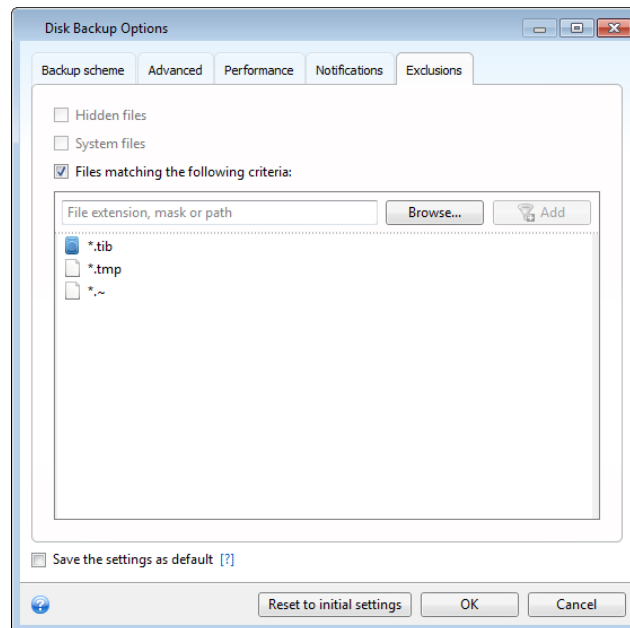 Disk Backup Options
Backup scheme Advanced Performance Notifications Exclusions
Hidden files
System files
Files matching the following criteria:
File extension, mask or path Browse... Add
*.tib
*.tmp
*.~
Save the settings as default [?]
Reset to initial settings OK Cancel